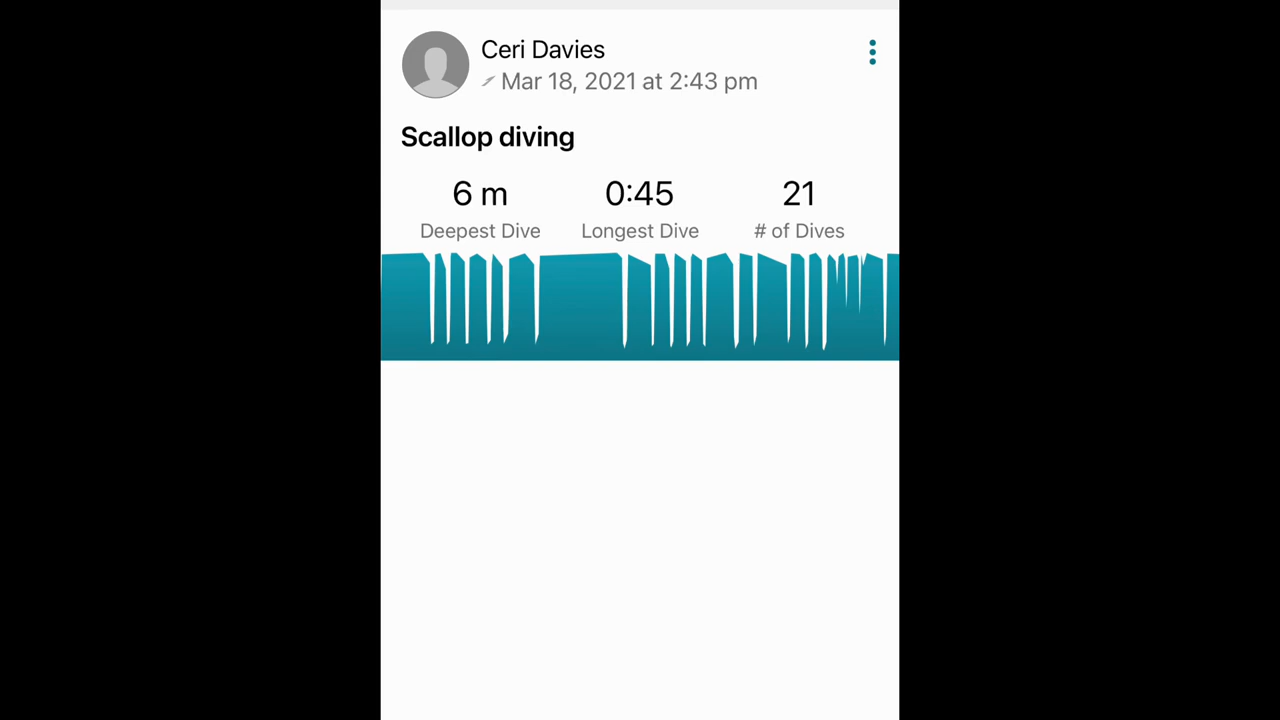 Ceri Davies
Mar 18, 2021 at 2:43 pm
Scallop diving
6 m 0:45 21
Deepest Dive Longest Dive # of Dives